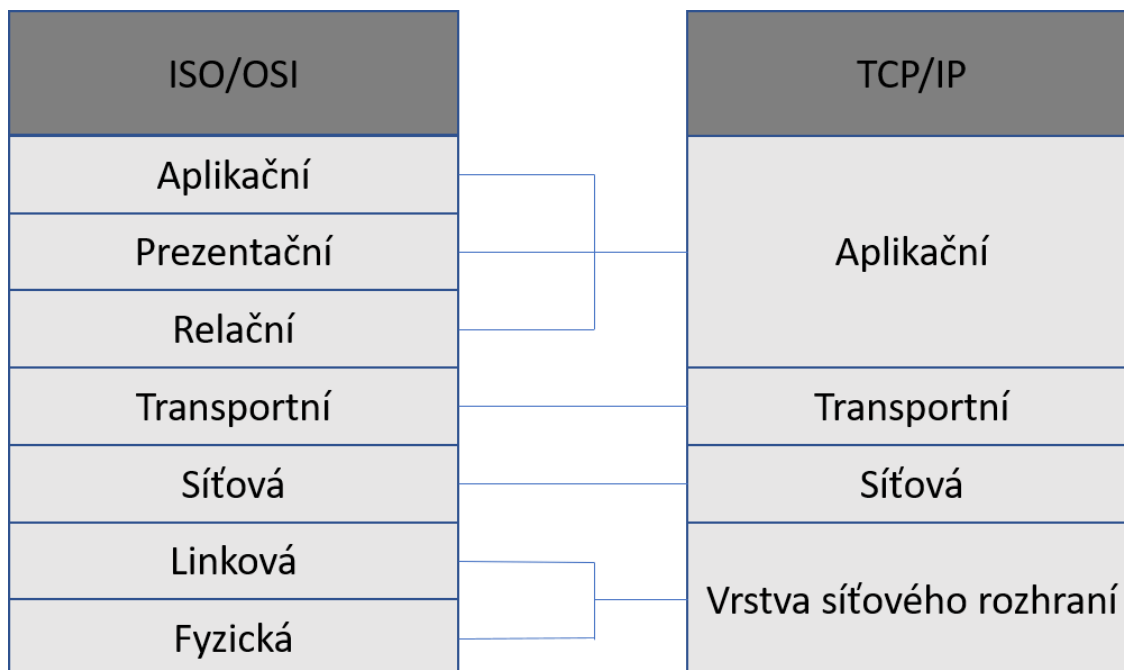 ISO/OSI
Aplikační
Prezentační
Relační
Transportní
Síťová
Linková
Fyzická
TCP/IP
Aplikační
Transportní
Síťová
Vrstva síťového rozhraní